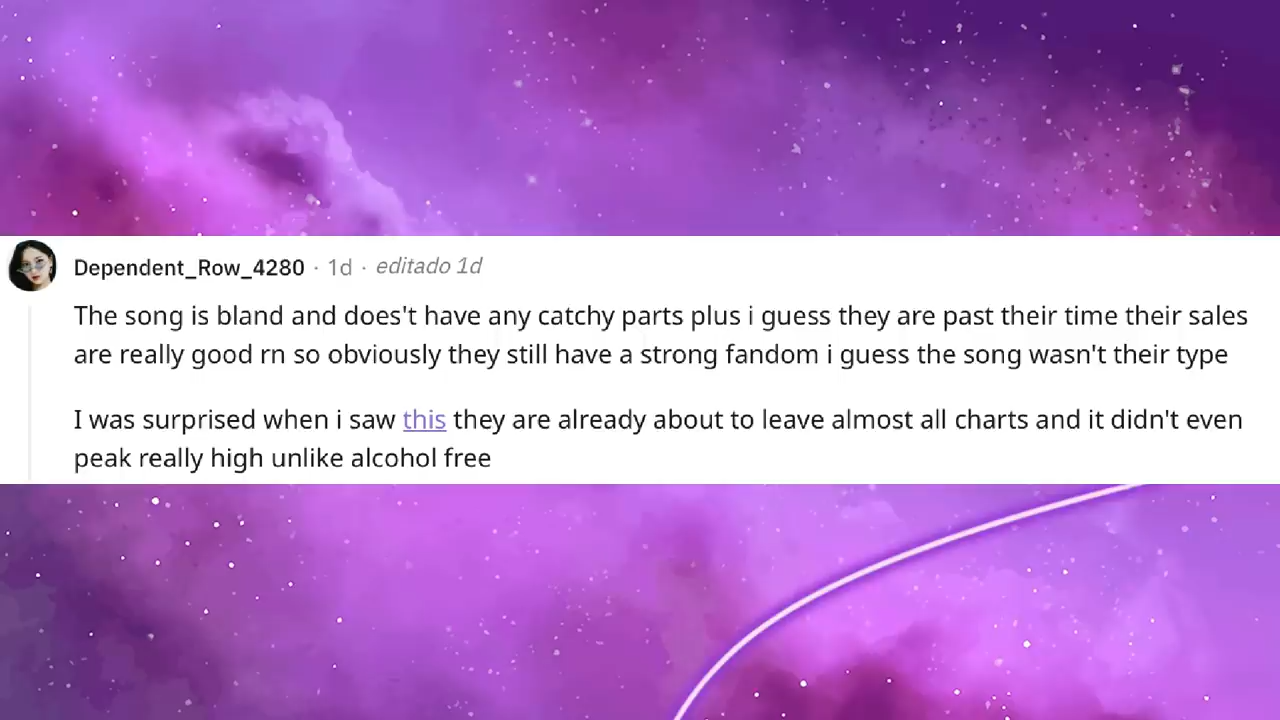 Dependent_Row_4280 · 1d · editado 1d
The song is bland and does't have any catchy parts plus i guess they are past their time their sales
are really good rn so obviously they still have a strong fandom i guess the song wasn't their type
I was surprised when i saw this they are already about to leave almost all charts and it didn't even
peak really high unlike alcohol free